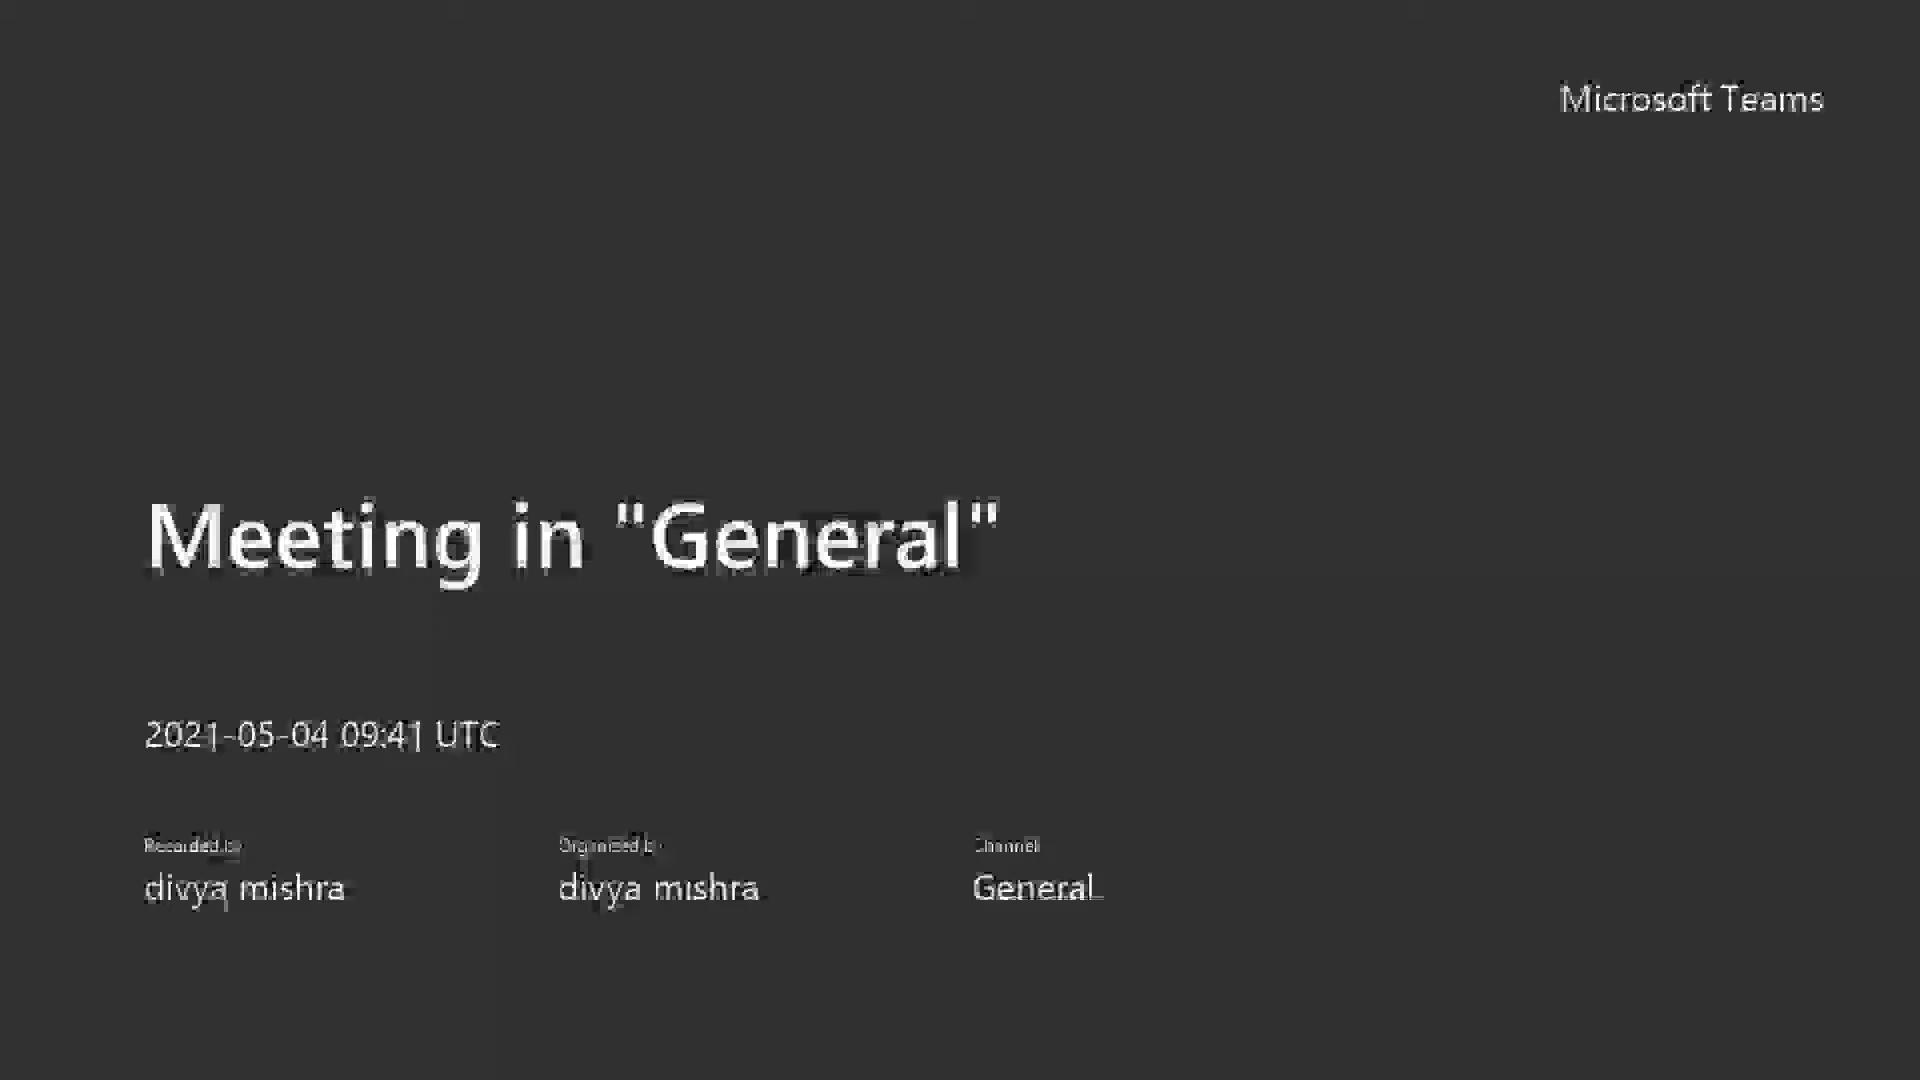 Microsoft Teams
Meeting in "General"
2021-05-04 09:41 UTC
Recorded by
Organized by
Channel
divya mishra
divya mishra
General